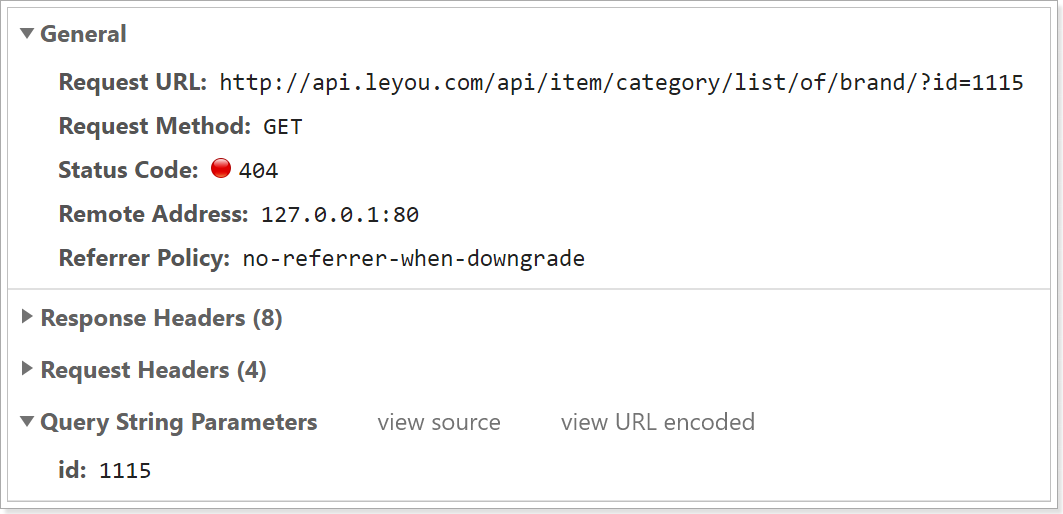 General
Request URL: http://api.leyou.com/api/item/category/list/of/brand/?id=1115
Request Method: GET
Status Code: 404
Remote Address: 127.0.0.1:80
Referrer Policy: no-referrer-when-downgrade
Response Headers (8)
Request Headers (4)
Query String Parameters view source view URL encoded
id: 1115